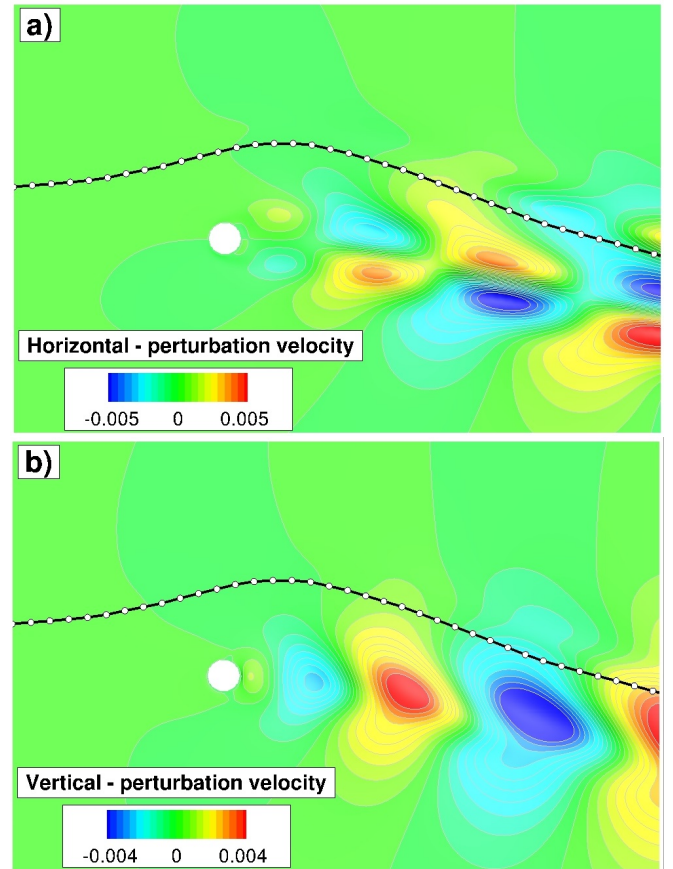 a)
Horizontal - perturbation velocity
-0.005 0 0.005
b)
Vertical - perturbation velocity
-0.004 0 0.004